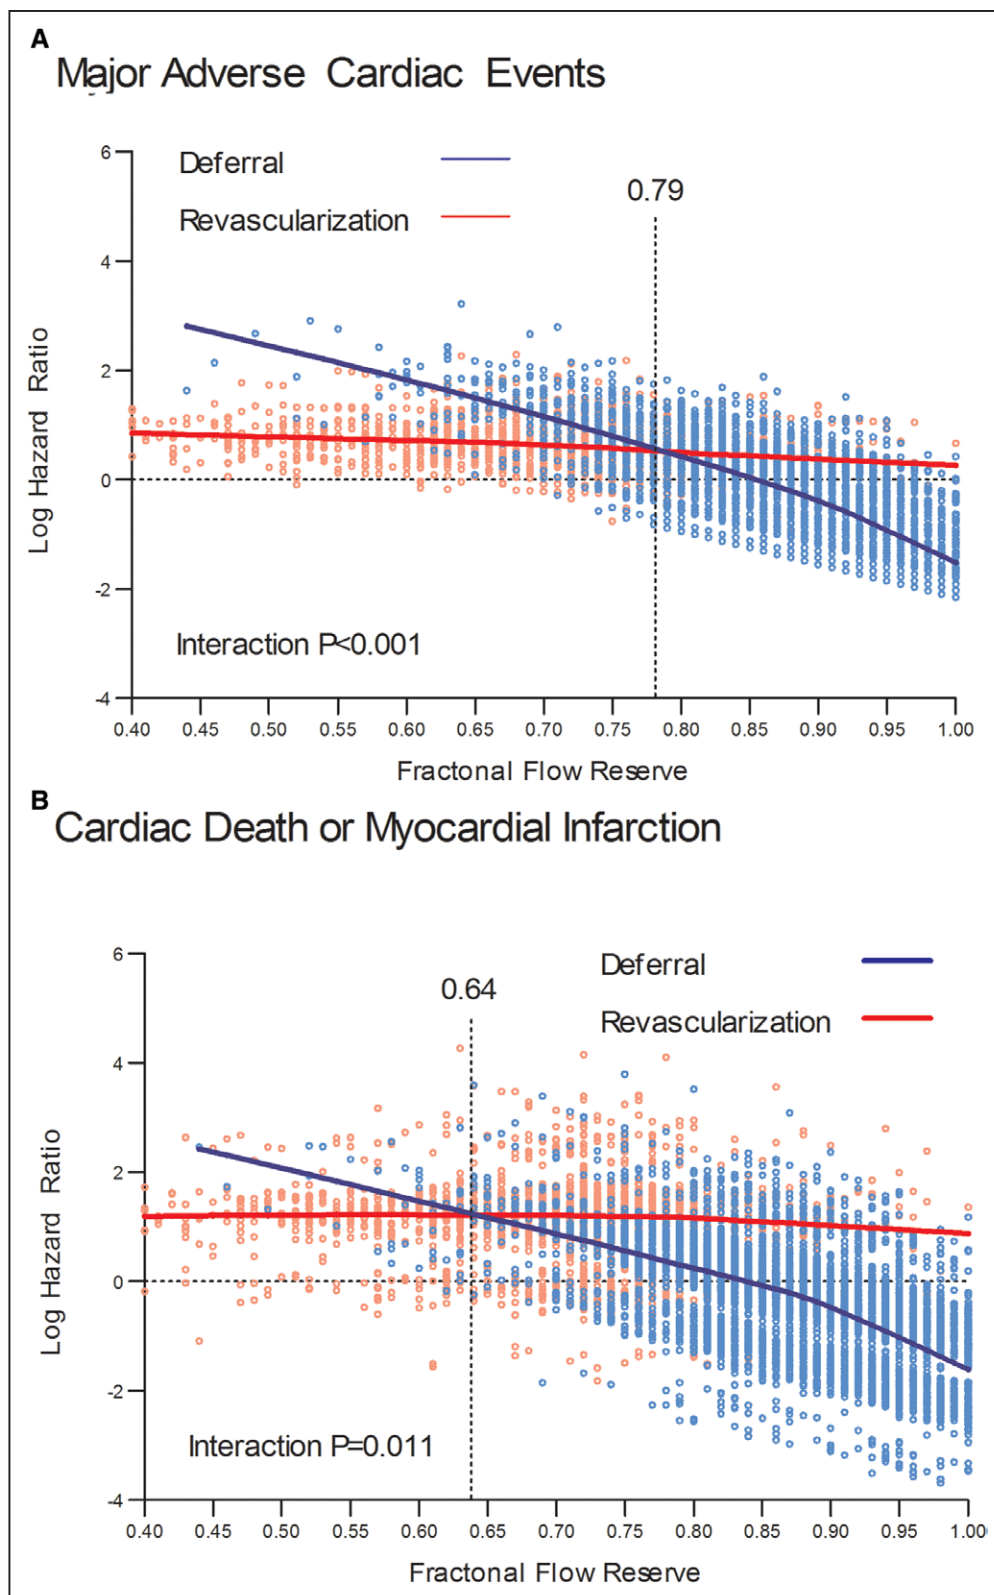 A
Major Adverse Cardiac Events
Deferral
Revascularization
0.79
6
4
2
0
-2
-4
Log Hazard Ratio
Interaction P<0.001
0.40 0.45 0.50 0.55 0.60 0.65 0.70 0.75 0.80 0.85 0.90 0.95 1.00
Fractonal Flow Reserve
B
Cardiac Death or Myocardial Infarction
Deferral
Revascularization
0.64
6
4
2
0
-2
-4
Log Hazard Ratio
Interaction P=0.011
0.40 0.45 0.50 0.55 0.60 0.65 0.70 0.75 0.80 0.85 0.90 0.95 1.00
Fractional Flow Reserve